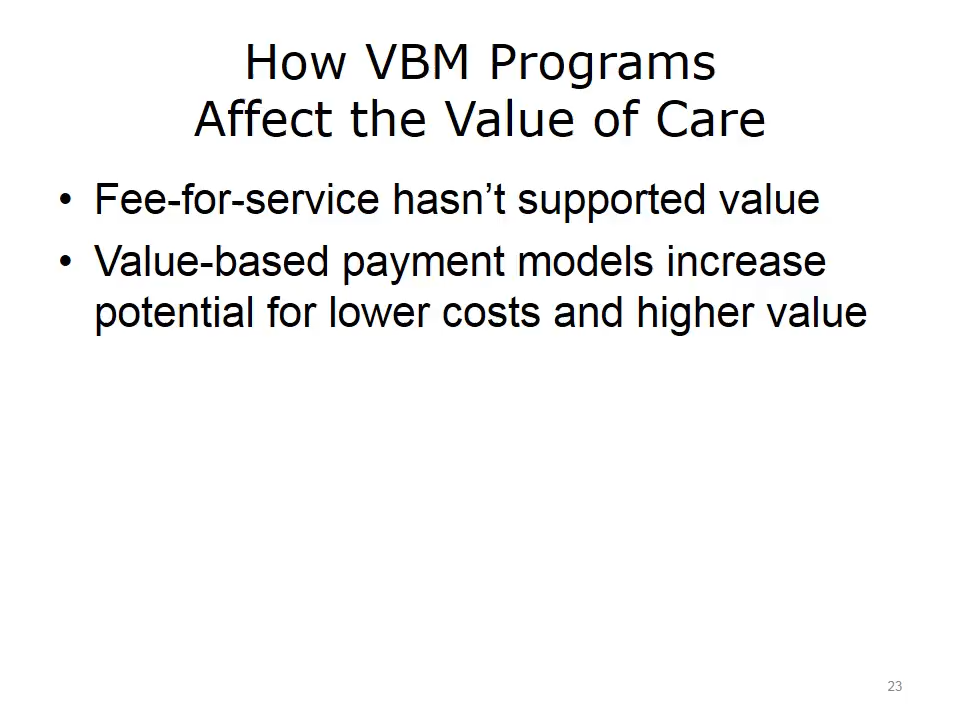 How VBM Programs
Affect the Value of Care
• Fee-for-service hasn’t supported value
• Value-based payment models increase
potential for lower costs and higher value
23